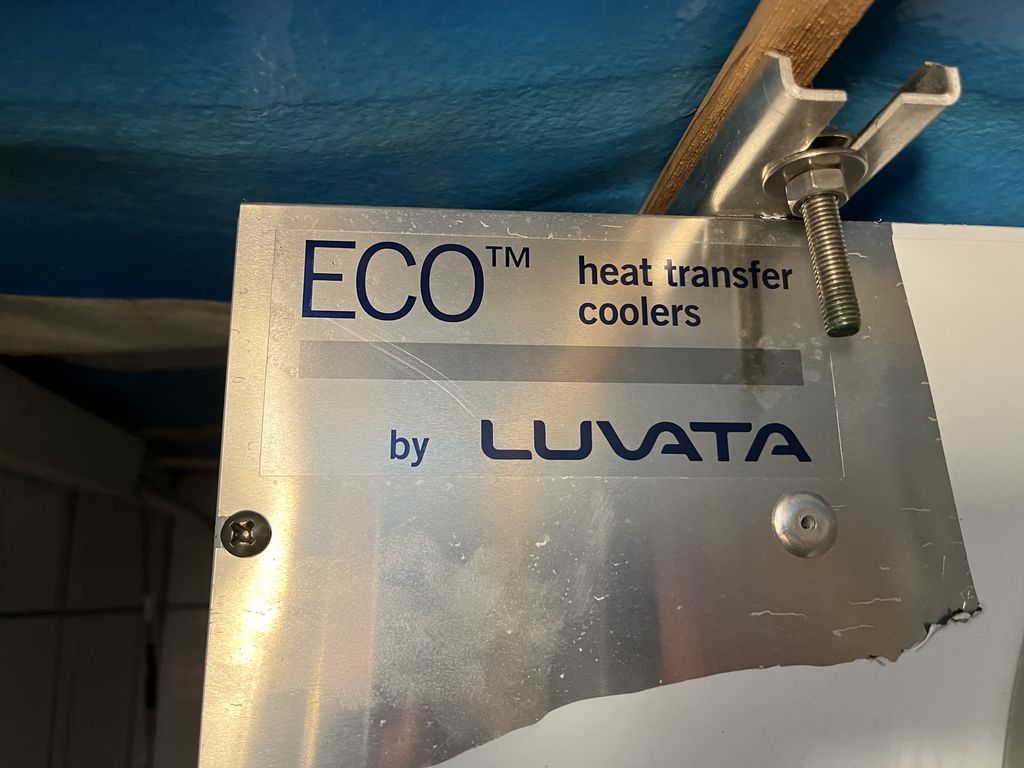 ECO™
heat transfer
coolers
by LUVATA